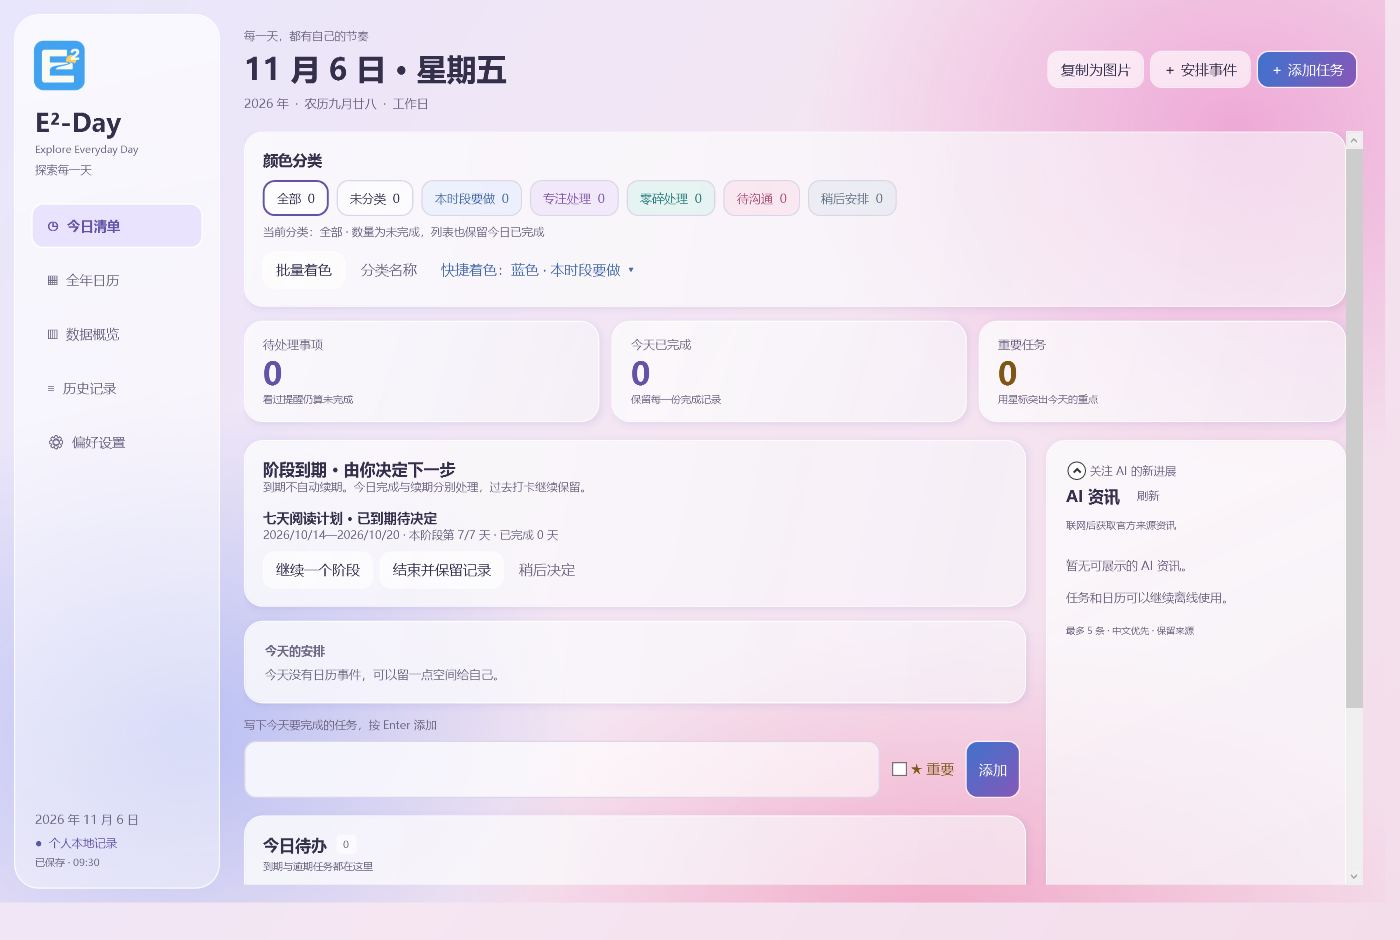 E²
E²-Day
Explore Everyday Day
探索每一天
今日清单
全年日历
数据概览
历史记录
偏好设置
2026 年 11 月 6 日
● 个人本地记录
已保存 · 09:30
每一天，都有自己的节奏
11 月 6 日 • 星期五
2026 年 · 农历九月廿八 · 工作日
复制为图片
+ 安排事件
+ 添加任务
颜色分类
全部 0
未分类 0
本时段要做 0
专注处理 0
零碎处理 0
待沟通 0
稍后安排 0
当前分类：全部 · 数量为未完成，列表也保留今日已完成
批量着色
分类名称
快捷着色：蓝色 · 本时段要做 ▾
待处理事项
0
看过提醒仍算未完成
今天已完成
0
保留每一份完成记录
重要任务
0
用星标突出今天的重点
阶段到期 • 由你决定下一步
到期不自动续期。今日完成与续期分别处理，过去打卡继续保留。
七天阅读计划 • 已到期待决定
2026/10/14—2026/10/20 · 本阶段第 7/7 天 · 已完成 0 天
继续一个阶段
结束并保留记录
稍后决定
今天的安排
今天没有日历事件，可以留一点空间给自己。
写下今天要完成的任务，按 Enter 添加
★ 重要
添加
今日待办 0
到期与逾期任务都在这里
关注 AI 的新进展
AI 资讯 刷新
联网后获取官方来源资讯
暂无可展示的 AI 资讯。
任务和日历可以继续离线使用。
最多 5 条 · 中文优先 · 保留来源